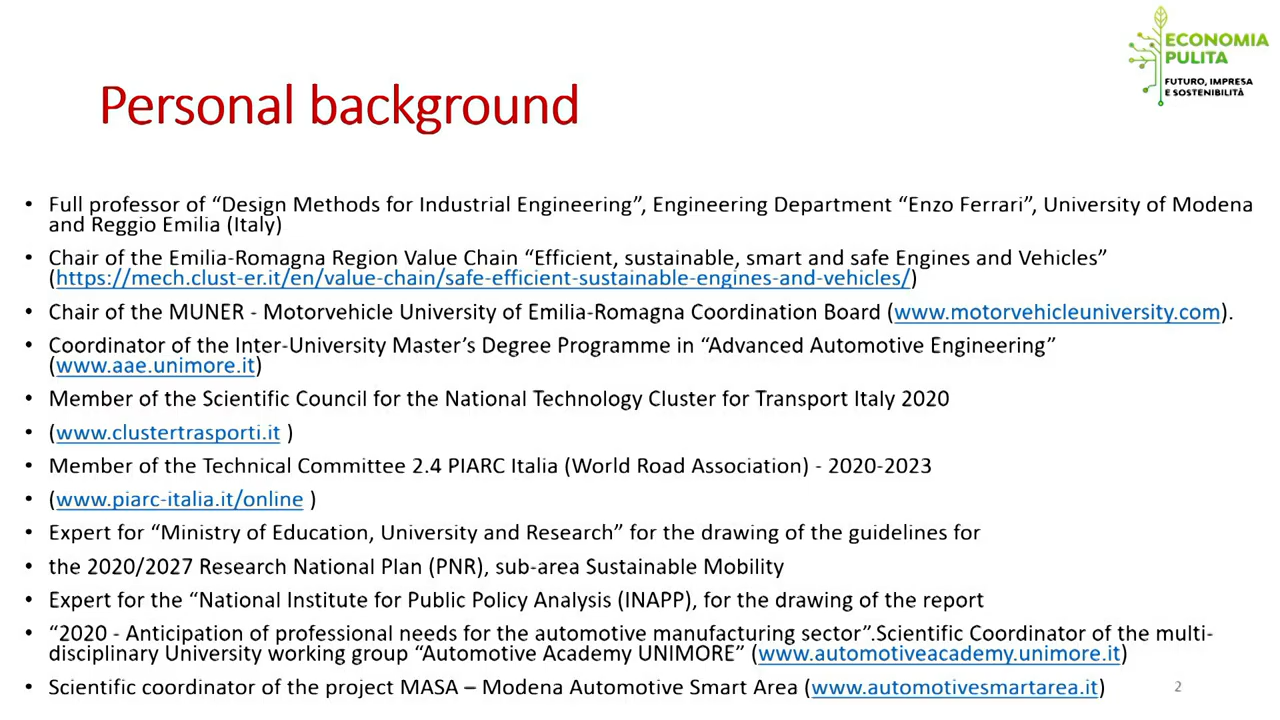 ECONOMIA
PULITA
FUTURO, IMPRESA
E SOSTENIBILITÀ
Personal background
• Full professor of “Design Methods for Industrial Engineering”, Engineering Department “Enzo Ferrari”, University of Modena
and Reggio Emilia (Italy)
• Chair of the Emilia-Romagna Region Value Chain “Efficient, sustainable, smart and safe Engines and Vehicles”
(https://mech.clust-er.it/en/value-chain/safe-efficient-sustainable-engines-and-vehicles/)
• Chair of the MUNER - Motorvehicle University of Emilia-Romagna Coordination Board (www.motorvehicleuniversity.com).
• Coordinator of the Inter-University Master’s Degree Programme in “Advanced Automotive Engineering”
(www.aae.unimore.it)
• Member of the Scientific Council for the National Technology Cluster for Transport Italy 2020
• (www.clustertrasporti.it )
• Member of the Technical Committee 2.4 PIARC Italia (World Road Association) - 2020-2023
• (www.piarc-italia.it/online )
• Expert for “Ministry of Education, University and Research” for the drawing of the guidelines for
• the 2020/2027 Research National Plan (PNR), sub-area Sustainable Mobility
• Expert for the “National Institute for Public Policy Analysis (INAPP), for the drawing of the report
• “2020 - Anticipation of professional needs for the automotive manufacturing sector”.Scientific Coordinator of the multi-
disciplinary University working group “Automotive Academy UNIMORE” (www.automotiveacademy.unimore.it)
• Scientific coordinator of the project MASA – Modena Automotive Smart Area (www.automotivesmartarea.it)
2